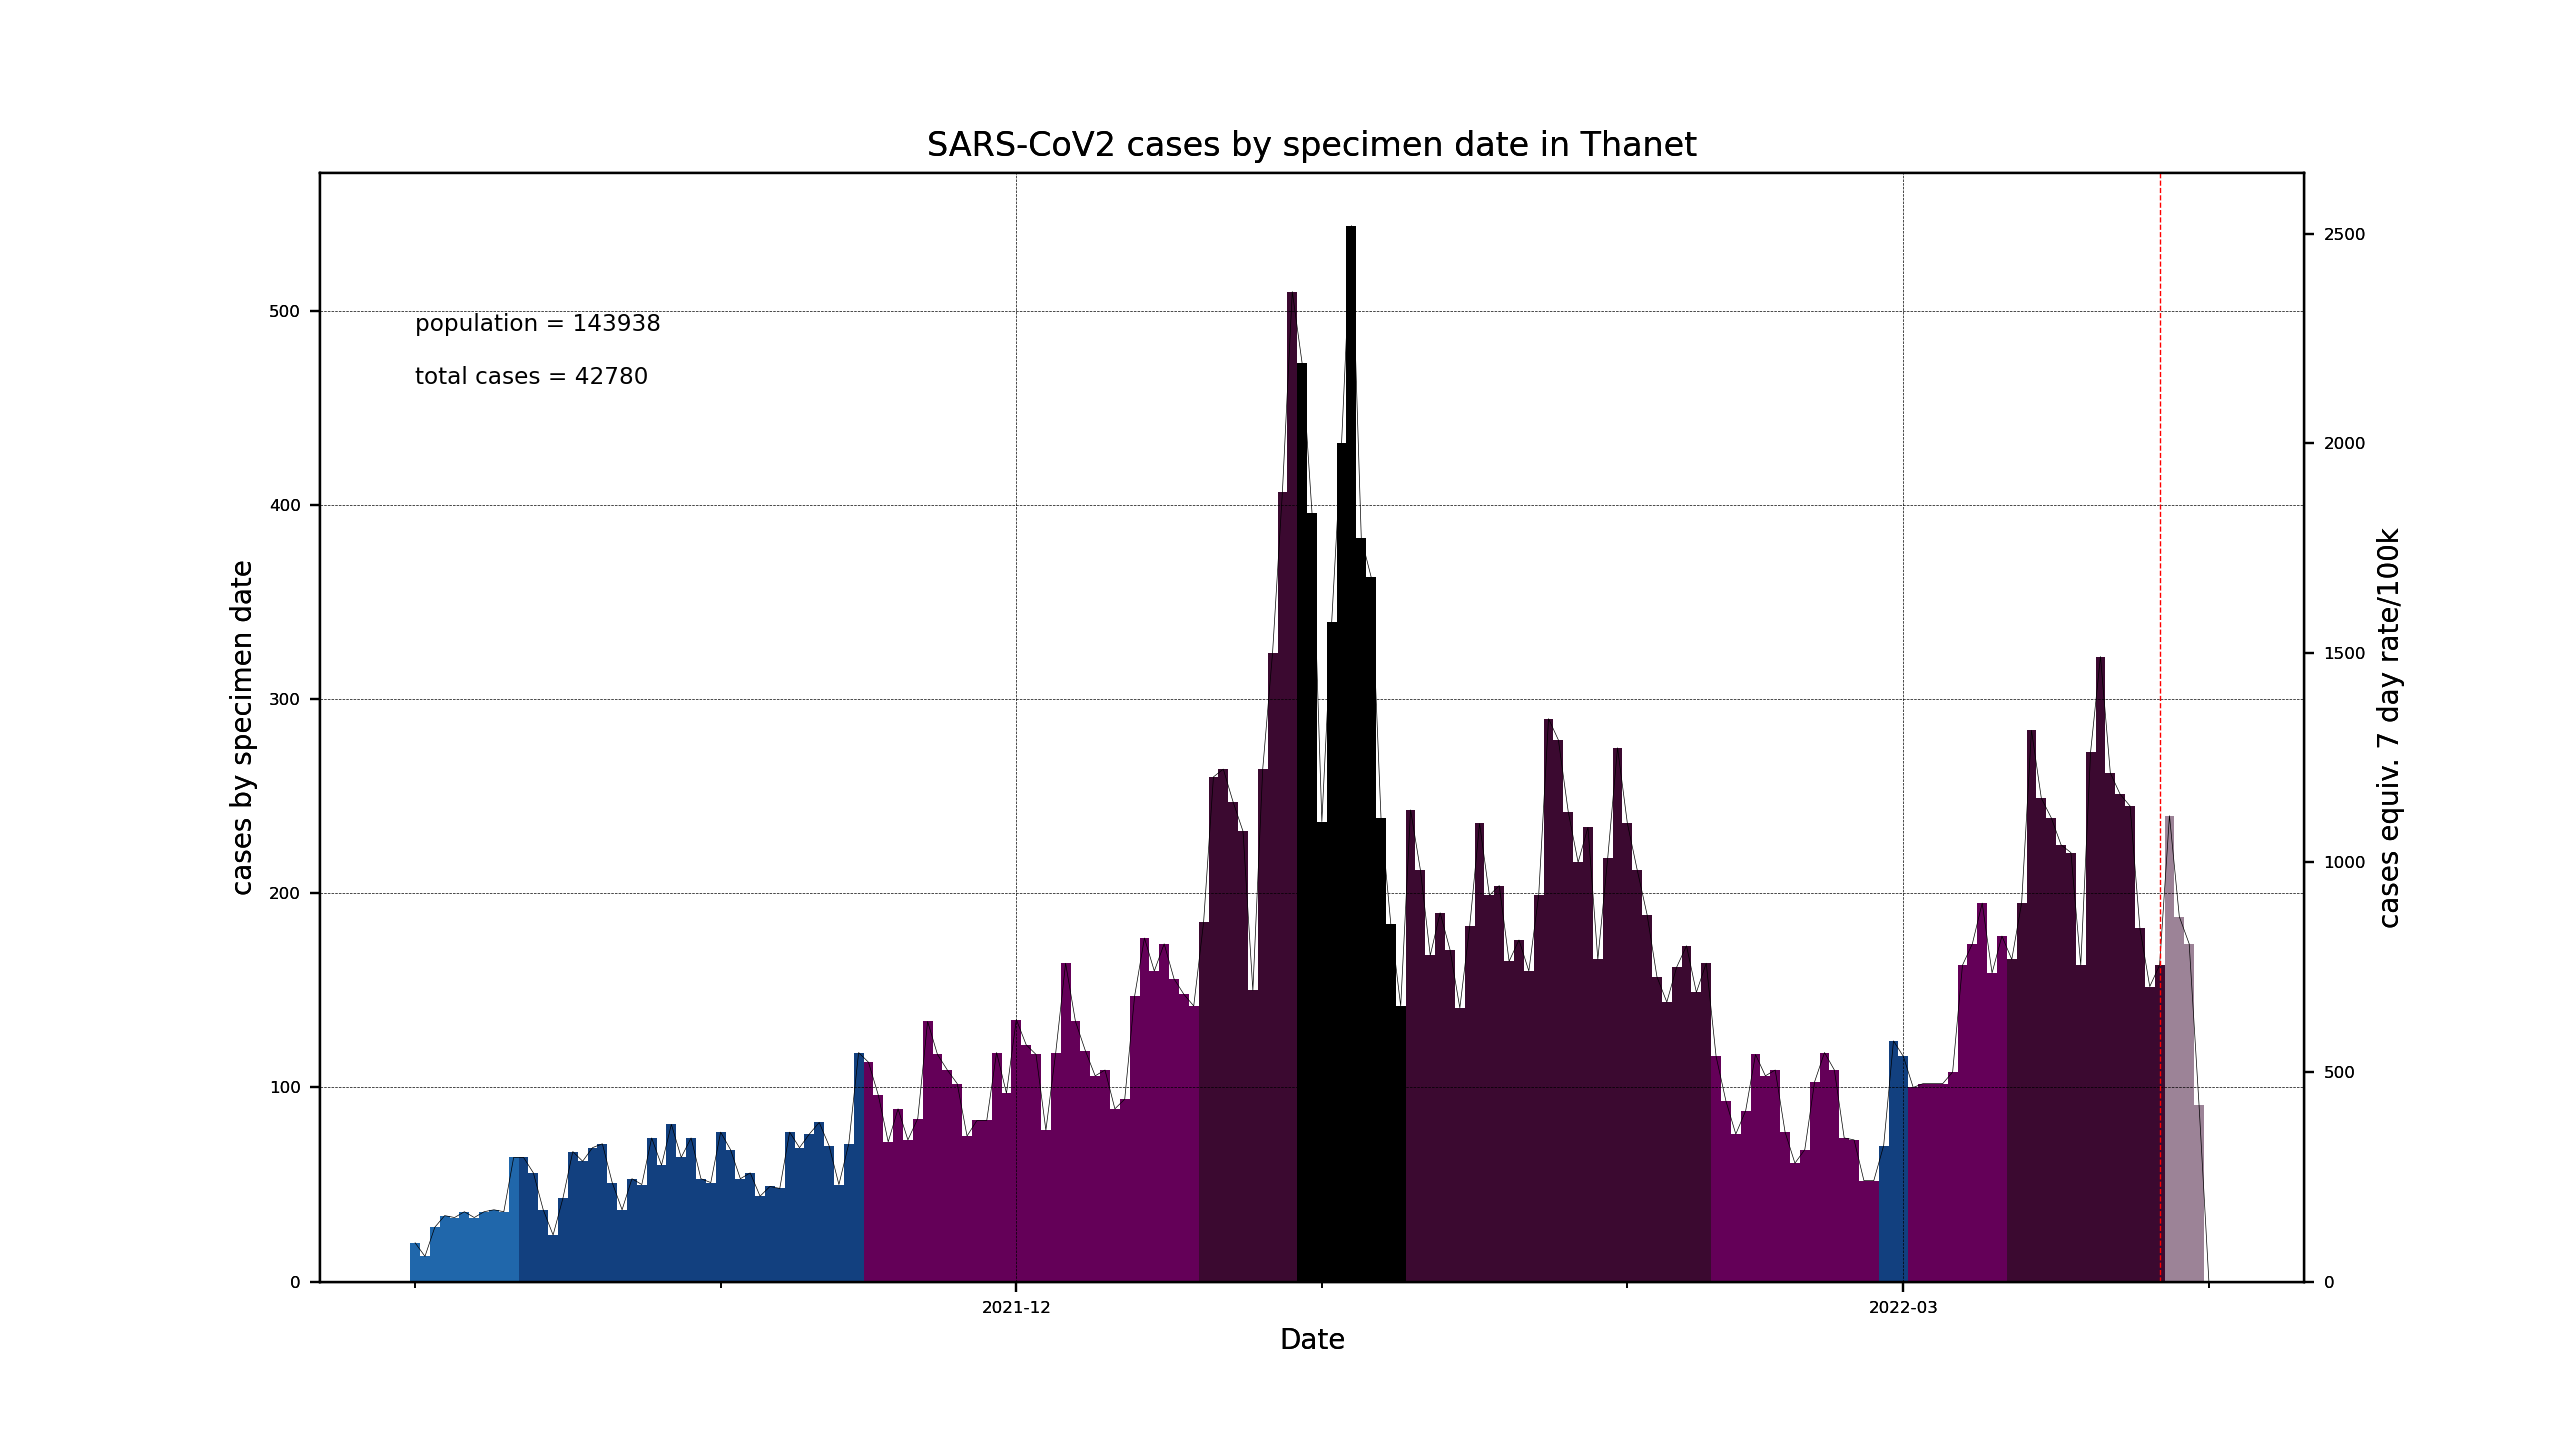 SARS-CoV2 cases by specimen date in Thanet
population = 143938
total cases = 42780
cases by specimen date
500
400
300
200
100
0
2500
2000
1500
1000
500
0
cases equiv. 7 day rate/100k
2021-12
2022-03
Date